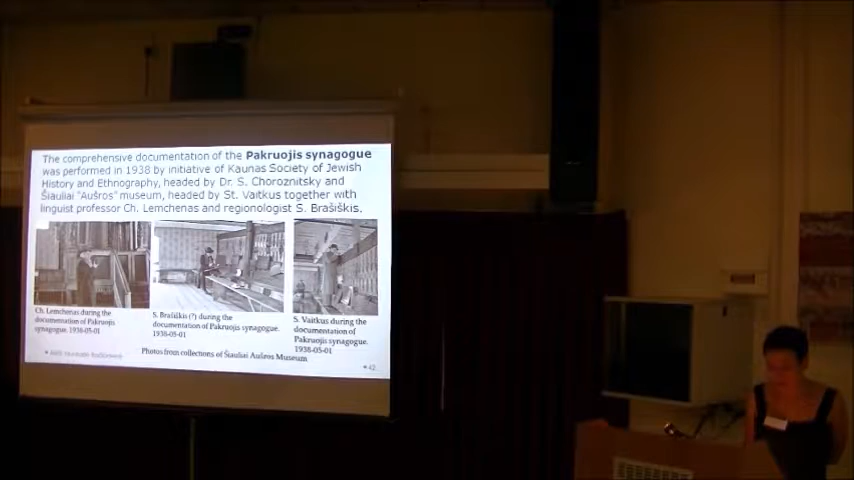 The comprehensive documentation of the Pakruojis synagogue
was performed in 1938 by initiative of Kaunas Society of Jewish
History and Ethnography, headed by Dr. S. Choroznitsky and
Šiauliai "Aušros" museum, headed by St. Vaitkus together with
linguist professor Ch. Lemchenas and regionologist S. Brašiškis.
Ch. Lemchenas during the
documentation of Pakruojis
synagogue. 1938-05-01
S. Brašiškis (?) during the
documentation of Pakruojis synagogue.
1938-05-01
S. Vaitkus during the
documentation of
Pakruojis synagogue.
1938-05-01
Photos from collections of Šiauliai Aušros Museum
42